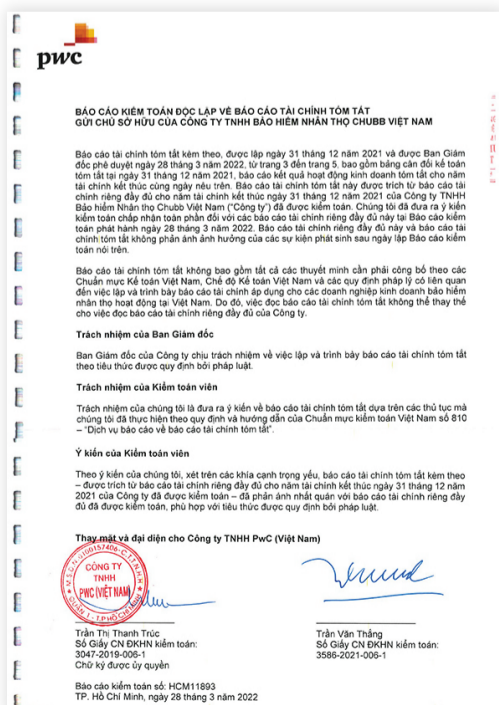 pwc
BÁO CÁO KIỂM TOÁN ĐỘC LẬP VỀ BÁO CÁO TÀI CHÍNH TÓM TẮT
GỬI CHỦ SỞ HỮU CỦA CÔNG TY TNHH BẢO HIỂM NHÂN THỌ CHUBB VIỆT NAM
Báo cáo tài chính tóm tắt kèm theo, được lập ngày 31 tháng 12 năm 2021 và được Ban Giám
đốc phê duyệt ngày 28 tháng 3 năm 2022, từ trang 3 đến trang 5, bao gồm bảng cân đối kế toán
tóm tắt tại ngày 31 tháng 12 năm 2021, báo cáo kết quả hoạt động kinh doanh tóm tắt cho năm
tài chính kết thúc cùng ngày nêu trên. Báo cáo tài chính tóm tắt này được trích từ báo cáo tài
chính riêng đầy đủ cho năm tài chính kết thúc ngày 31 tháng 12 năm 2021 của Công ty TNHH
Bảo hiểm Nhân thọ Chubb Việt Nam ("Công ty") đã được kiểm toán. Chúng tôi đã đưa ra ý kiến
kiểm toán chấp nhận toàn phần đối với các báo cáo tài chính riêng đầy đủ này tại Báo cáo kiểm
toán phát hành ngày 28 tháng 3 năm 2022. Báo cáo tài chính riêng đầy đủ này và báo cáo tài
chính tóm tắt không phản ánh ảnh hưởng của các sự kiện phát sinh sau ngày lập Báo cáo kiểm toán
nói trên.
Báo cáo tài chính tóm tắt không bao gồm tất cả các thuyết minh cần phải công bố theo các
Chuẩn mực Kế toán Việt Nam, Chế độ Kế toán Việt Nam và các quy định pháp lý có liên quan
đến việc lập và trình bày báo cáo tài chính áp dụng cho các doanh nghiệp kinh doanh bảo hiểm
nhân thọ hoạt động tại Việt Nam. Do đó, việc đọc báo cáo tài chính tóm tắt không thể thay thế
cho việc đọc báo cáo tài chính riêng đầy đủ của Công ty.
Trách nhiệm của Ban Giám đốc
Ban Giám đốc của Công ty chịu trách nhiệm về việc lập và trình bày báo cáo tài chính tóm tắt
theo tiêu thức được quy định bởi pháp luật.
Trách nhiệm của Kiểm toán viên
Trách nhiệm của chúng tôi là đưa ra ý kiến về báo cáo tài chính tóm tắt dựa trên các thủ tục mà
chúng tôi đã thực hiện theo quy định và hướng dẫn của Chuẩn mực kiểm toán Việt Nam số 810
– "Dịch vụ báo cáo về báo cáo tài chính tóm tắt".
Ý kiến của Kiểm toán viên
Theo ý kiến của chúng tôi, xét trên các khía cạnh trọng yếu, báo cáo tài chính tóm tắt kèm theo
– được trích từ báo cáo tài chính riêng đầy đủ cho năm tài chính kết thúc ngày 31 tháng 12 năm
2021 của Công ty đã được kiểm toán – đã phản ánh nhất quán với báo cáo tài chính riêng đầy
đủ đã được kiểm toán, phù hợp với tiêu thức được quy định bởi pháp luật.
Thay mặt và đại diện cho Công ty TNHH PwC (Việt Nam)
M.S.D.N: 0100157406-C.T.T.N.H.H
CÔNG TY
TNHH
PWC (VIỆT NAM)
QUẬN 1 - T.P HỒ CHÍ MINH
Trần Thị Thanh Trúc
Số Giấy CN ĐKHN kiểm toán:
3047-2019-006-1
Chữ ký được ủy quyền
Trần Văn Thắng
Số Giấy CN ĐKHN kiểm toán:
3586-2021-006-1
Báo cáo kiểm toán số: HCM11893
TP. Hồ Chí Minh, ngày 28 tháng 3 năm 2022